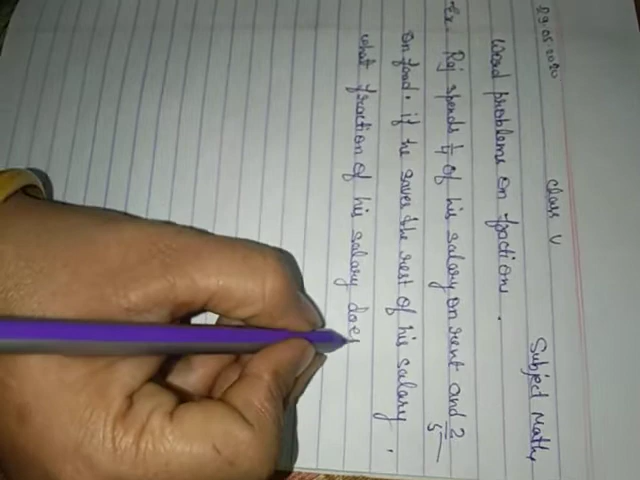 29.05.2020 Class V Subject Maths
Word problems on fractions.
Ex. Raj spends 1/4 of his salary on rent and 2/5
on food. if he saves the rest of his salary.
what fraction of his salary does